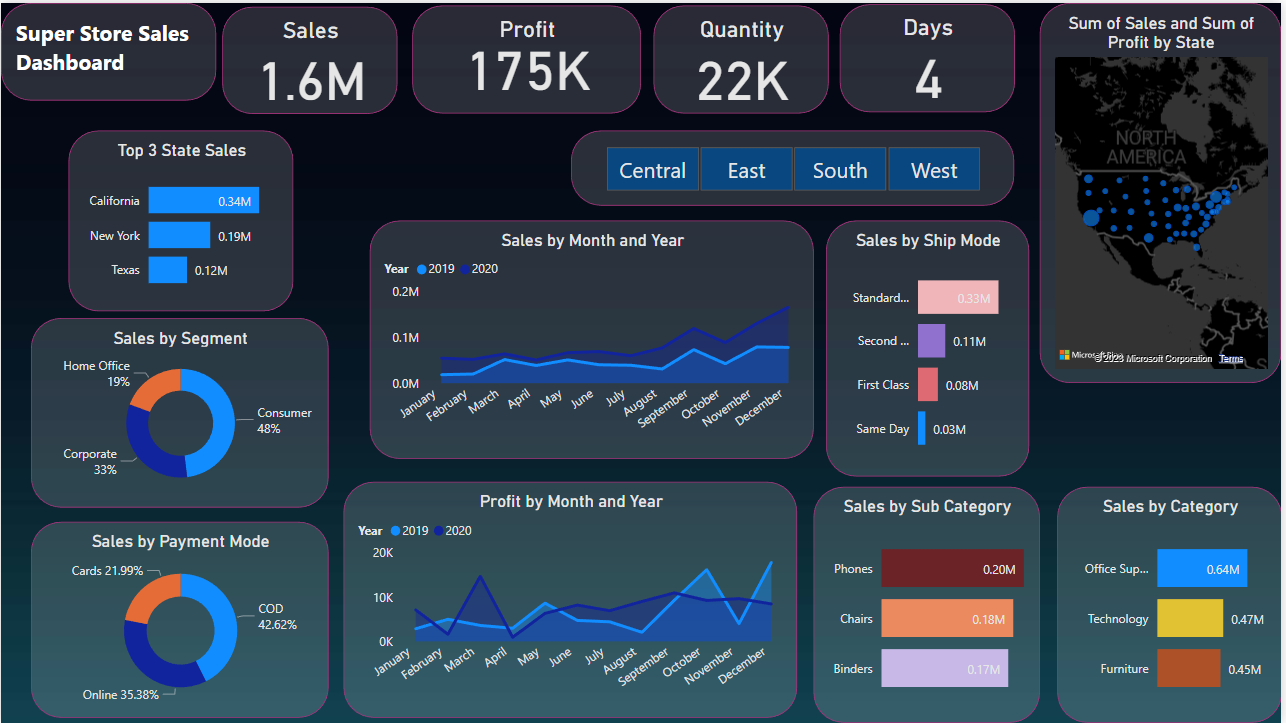 Super Store Sales
Dashboard
Sales
1.6M
Profit
175K
Quantity
22K
Days
4
Sum of Sales and Sum of
Profit by State
NORTH
AMERICA
© 2023 Microsoft Corporation Terms
Top 3 State Sales
California 0.34M
New York 0.19M
Texas 0.12M
Central East South West
Sales by Month and Year
Year 2019 2020
0.2M
0.1M
0.0M
January February March April May June July August September October November December
Sales by Ship Mode
Standard... 0.33M
Second ... 0.11M
First Class 0.08M
Same Day 0.03M
Sales by Segment
Home Office
19%
Consumer
48%
Corporate
33%
Profit by Month and Year
Year 2019 2020
20K
10K
0K
January February March April May June July August September October November December
Sales by Sub Category
Phones 0.20M
Chairs 0.18M
Binders 0.17M
Sales by Category
Office Sup... 0.64M
Technology 0.47M
Furniture 0.45M
Sales by Payment Mode
Cards 21.99%
COD
42.62%
Online 35.38%